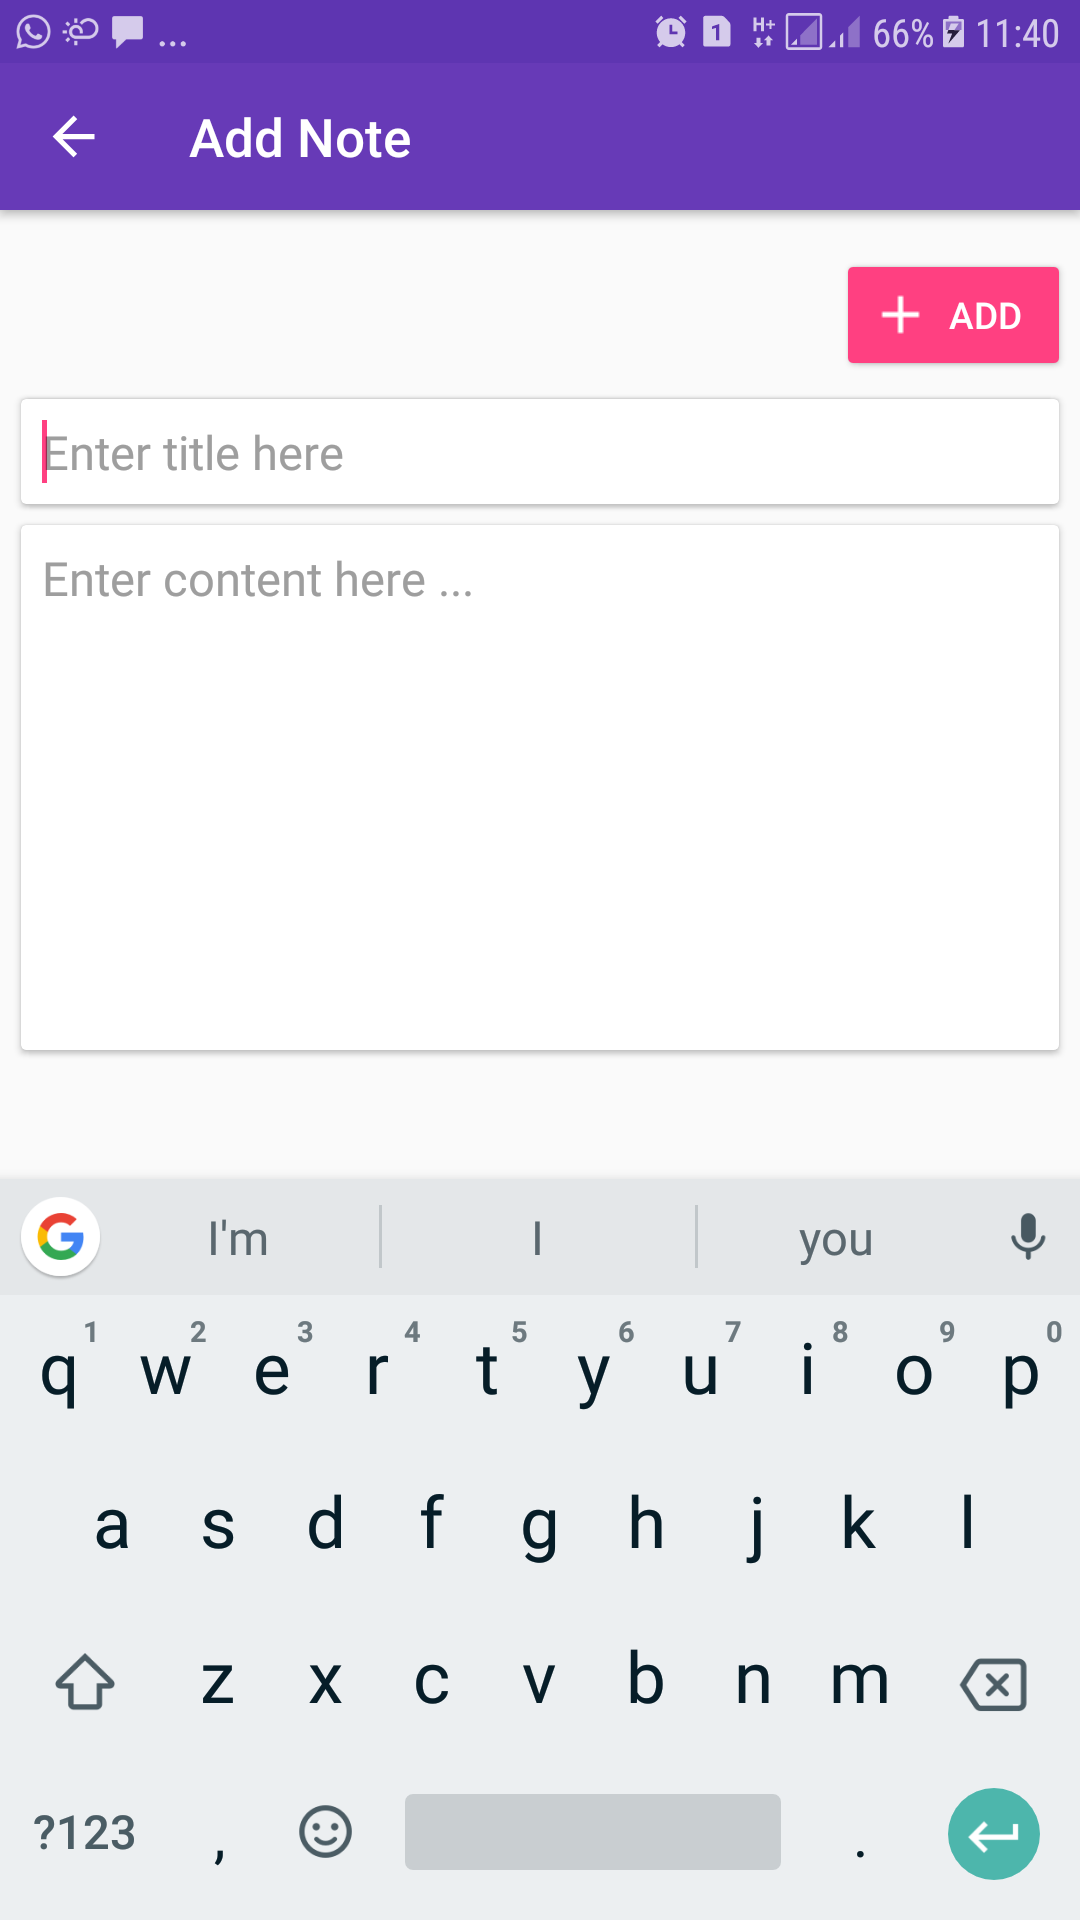 ... 1 H+ 66% 11:40
Add Note
ADD
Enter title here
Enter content here ...
G I'm I you
1 2 3 4 5 6 7 8 9 0
q w e r t y u i o p
a s d f g h j k l
z x c v b n m
?123 , .